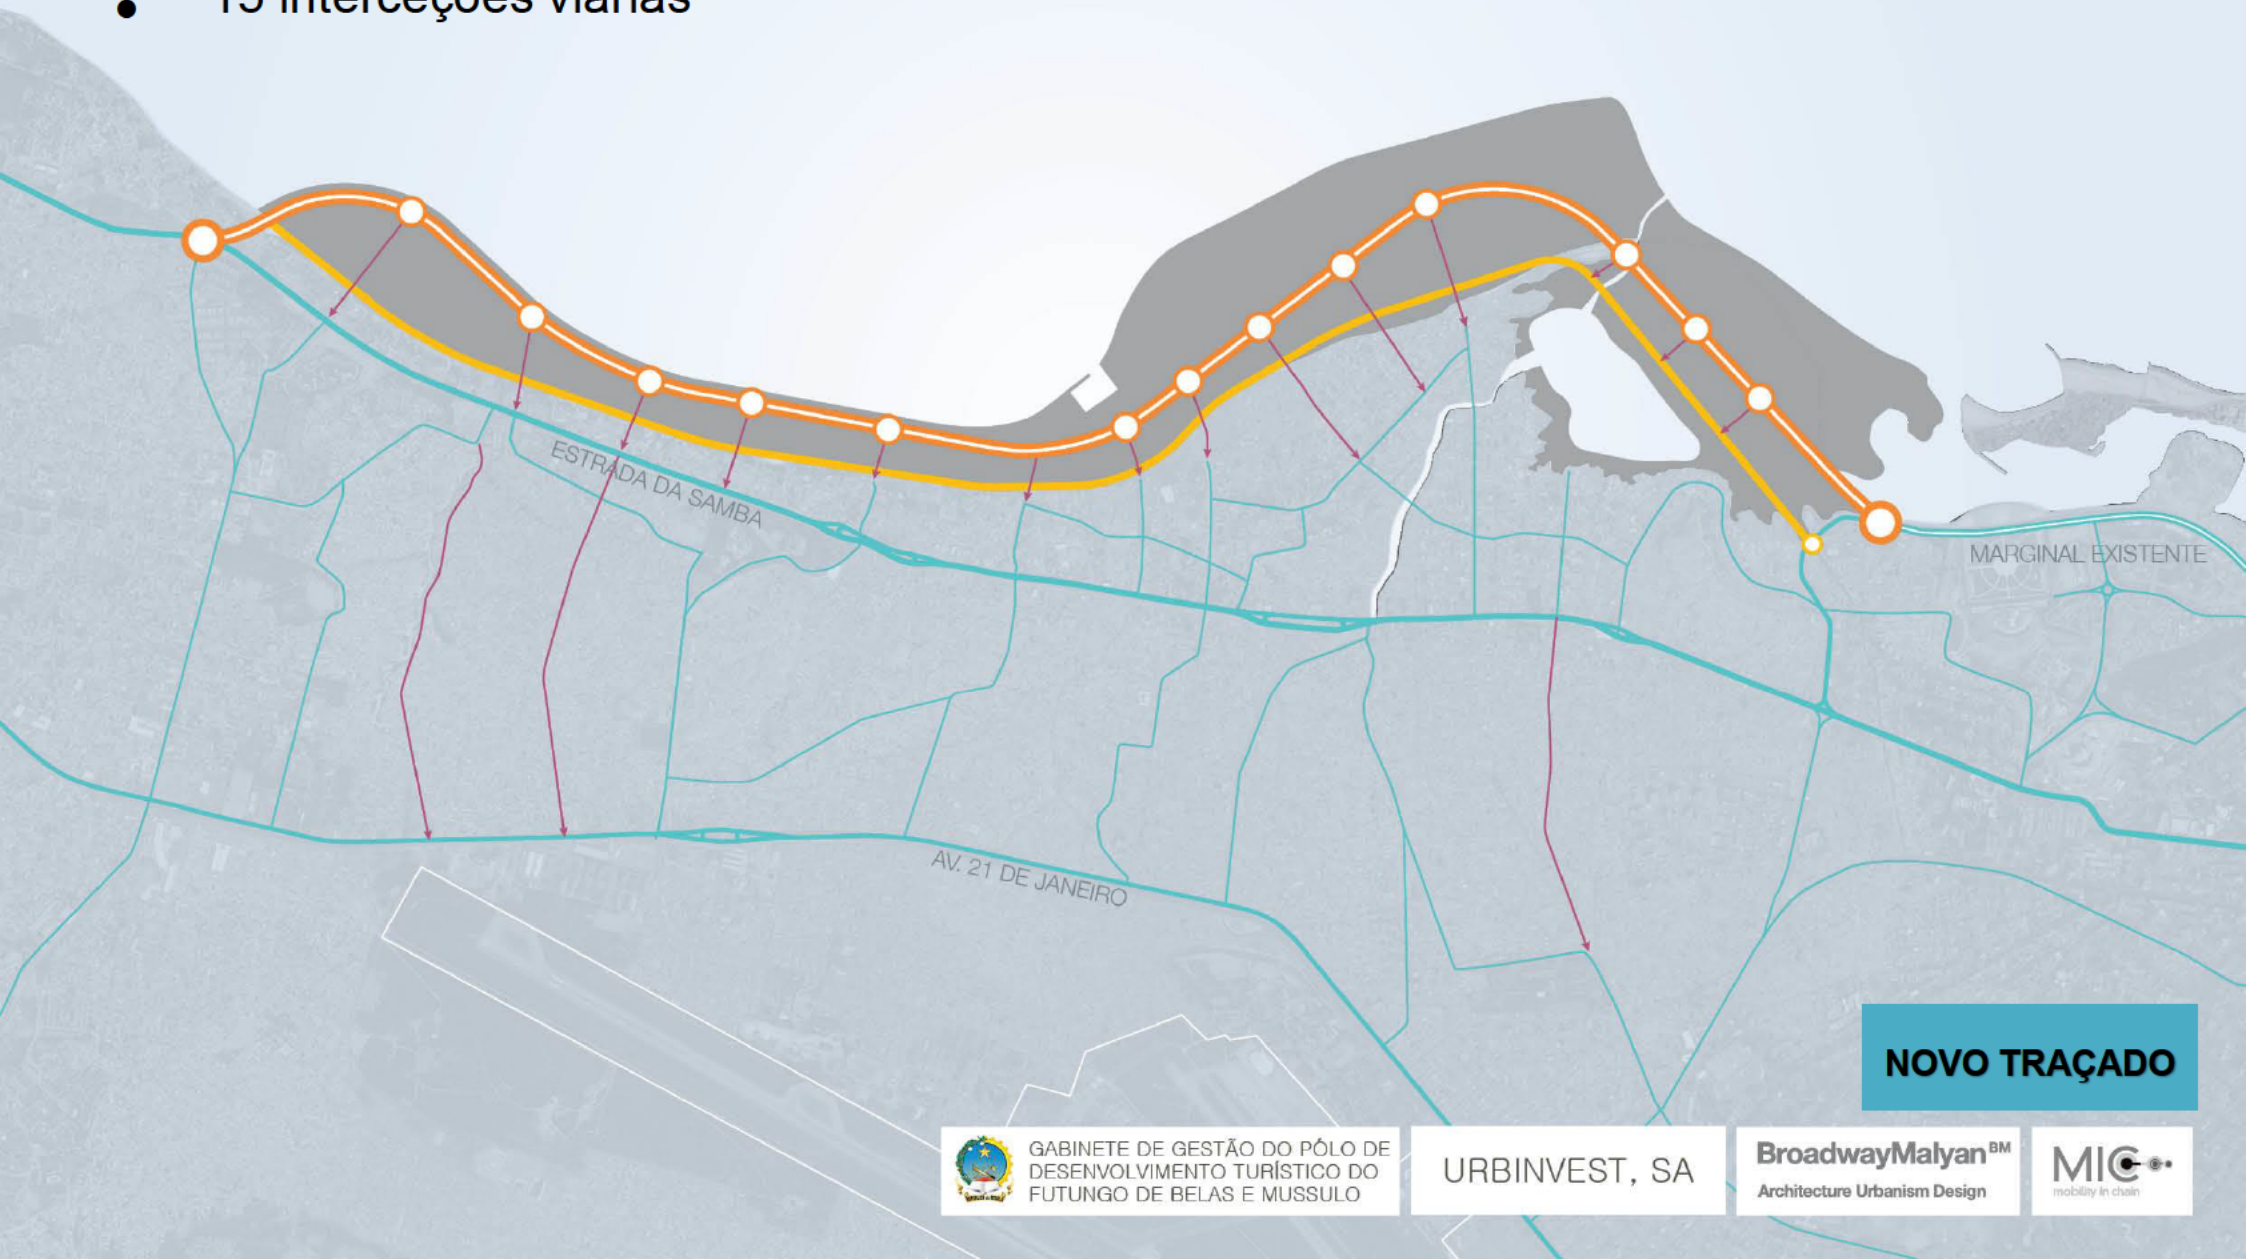 • 15 interceções viárias
ESTRADA DA SAMBA
MARGINAL EXISTENTE
AV. 21 DE JANEIRO
NOVO TRAÇADO
GABINETE DE GESTÃO DO PÓLO DE
DESENVOLVIMENTO TURÍSTICO DO
FUTUNGO DE BELAS E MUSSULO
URBINVEST, SA
BroadwayMalyan BM
Architecture Urbanism Design
MIC
mobility in chain